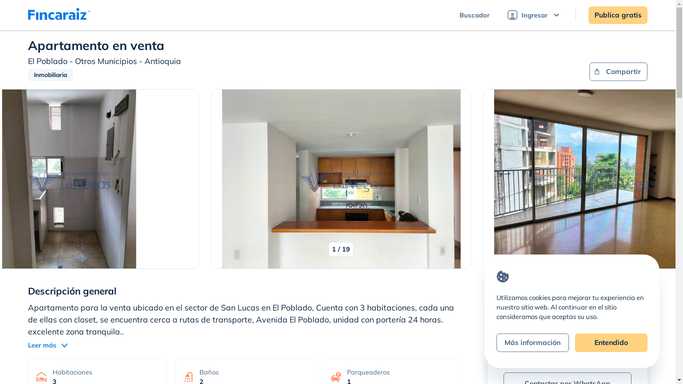 Fincaraiz
Buscador
Ingresar
Publica gratis
Apartamento en venta
El Poblado - Otros Municipios - Antioquia
Inmobiliaria
Compartir
1 / 19
Descripción general
Apartamento para la venta ubicado en el sector de San Lucas en El Poblado, Cuenta con 3 habitaciones, cada una
de ellas con closet, se encuentra cerca a rutas de transporte, Avenida El Poblado, unidad con portería 24 horas.
excelente zona tranquila..
Leer más
Habitaciones
3
Baños
2
Parqueaderos
1
Utilizamos cookies para mejorar tu experiencia en
nuestro sitio web. Al continuar en el sitio
consideramos que aceptas su uso.
Más información
Entendido
Contactar por WhatsApp